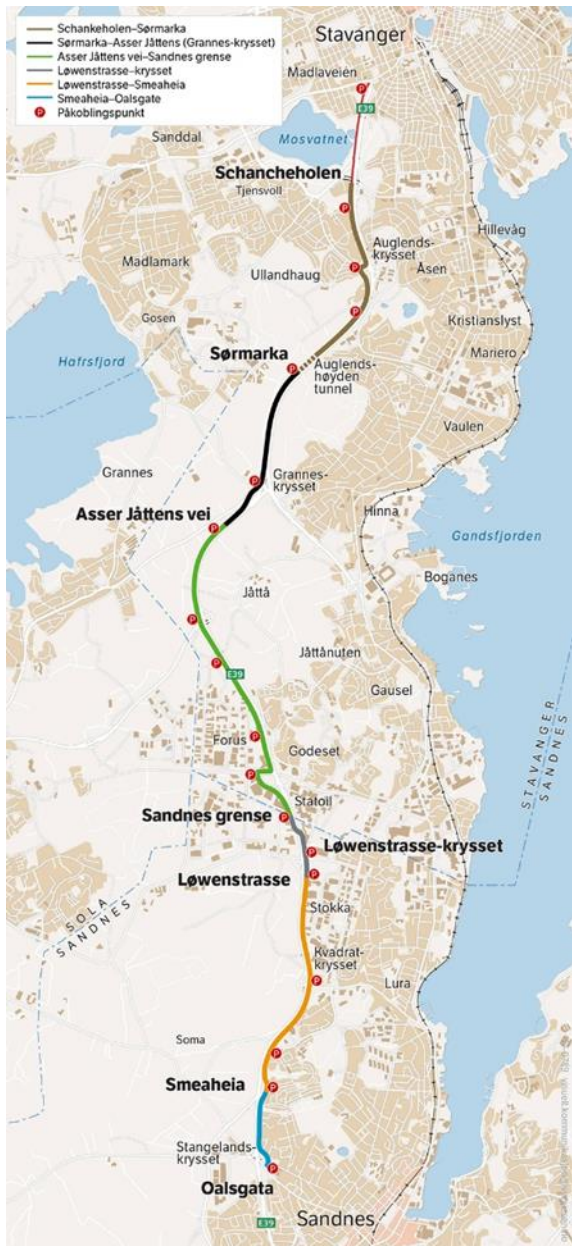 Schankeholen–Sørmarka
Sørmarka–Asser Jåttens (Grannes-krysset)
Asser Jåttens vei–Sandnes grense
Løwenstrasse–krysset
Løwenstrasse–Smeaheia
Smeaheia–Oalsgate
P Påkoblingspunkt
Stavanger
Madlaveien
P
E39
Mosvatnet
Sanddal
Schancheholen
Tjensvoll
P
Hillevåg
Auglends-
krysset
Åsen
Madlamark
Ullandhaug
P
Gosen
P
Kristianslyst
Mariero
Sørmarka
P
Auglends-
høyden
tunnel
Hafrsfjord
Vaulen
Grannes
P
Grannes-
krysset
Hinna
Asser Jåttens vei
P
Gandsfjorden
Boganes
Jåttå
P
Jåttånuten
P
E39
Gausel
STAVANGER
SANDNES
Forus
P
Godeset
P
Statoil
Sandnes grense
P
Løwenstrasse-krysset
P
Løwenstrasse
P
SOLA
SANDNES
Stokka
Kvadrat-
krysset
P
Lura
Soma
P
Smeaheia
P
Stangelands-
krysset
P
Oalsgata
E39
Sandnes